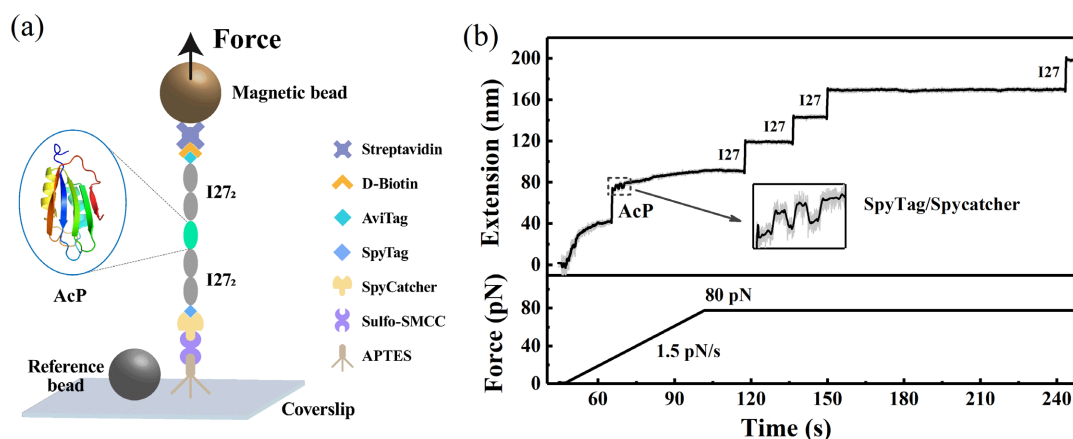 (a)
Force
Magnetic bead
Streptavidin
D-Biotin
AviTag
SpyTag
SpyCatcher
Sulfo-SMCC
APTES
I27₂
I27₂
AcP
Reference
bead
Coverslip
(b)
Extension (nm)
200
160
120
80
40
0
AcP
I27
I27
I27
I27
SpyTag/Spycatcher
Force (pN)
80
40
0
80 pN
1.5 pN/s
60
90
120
150
180
210
240
Time (s)